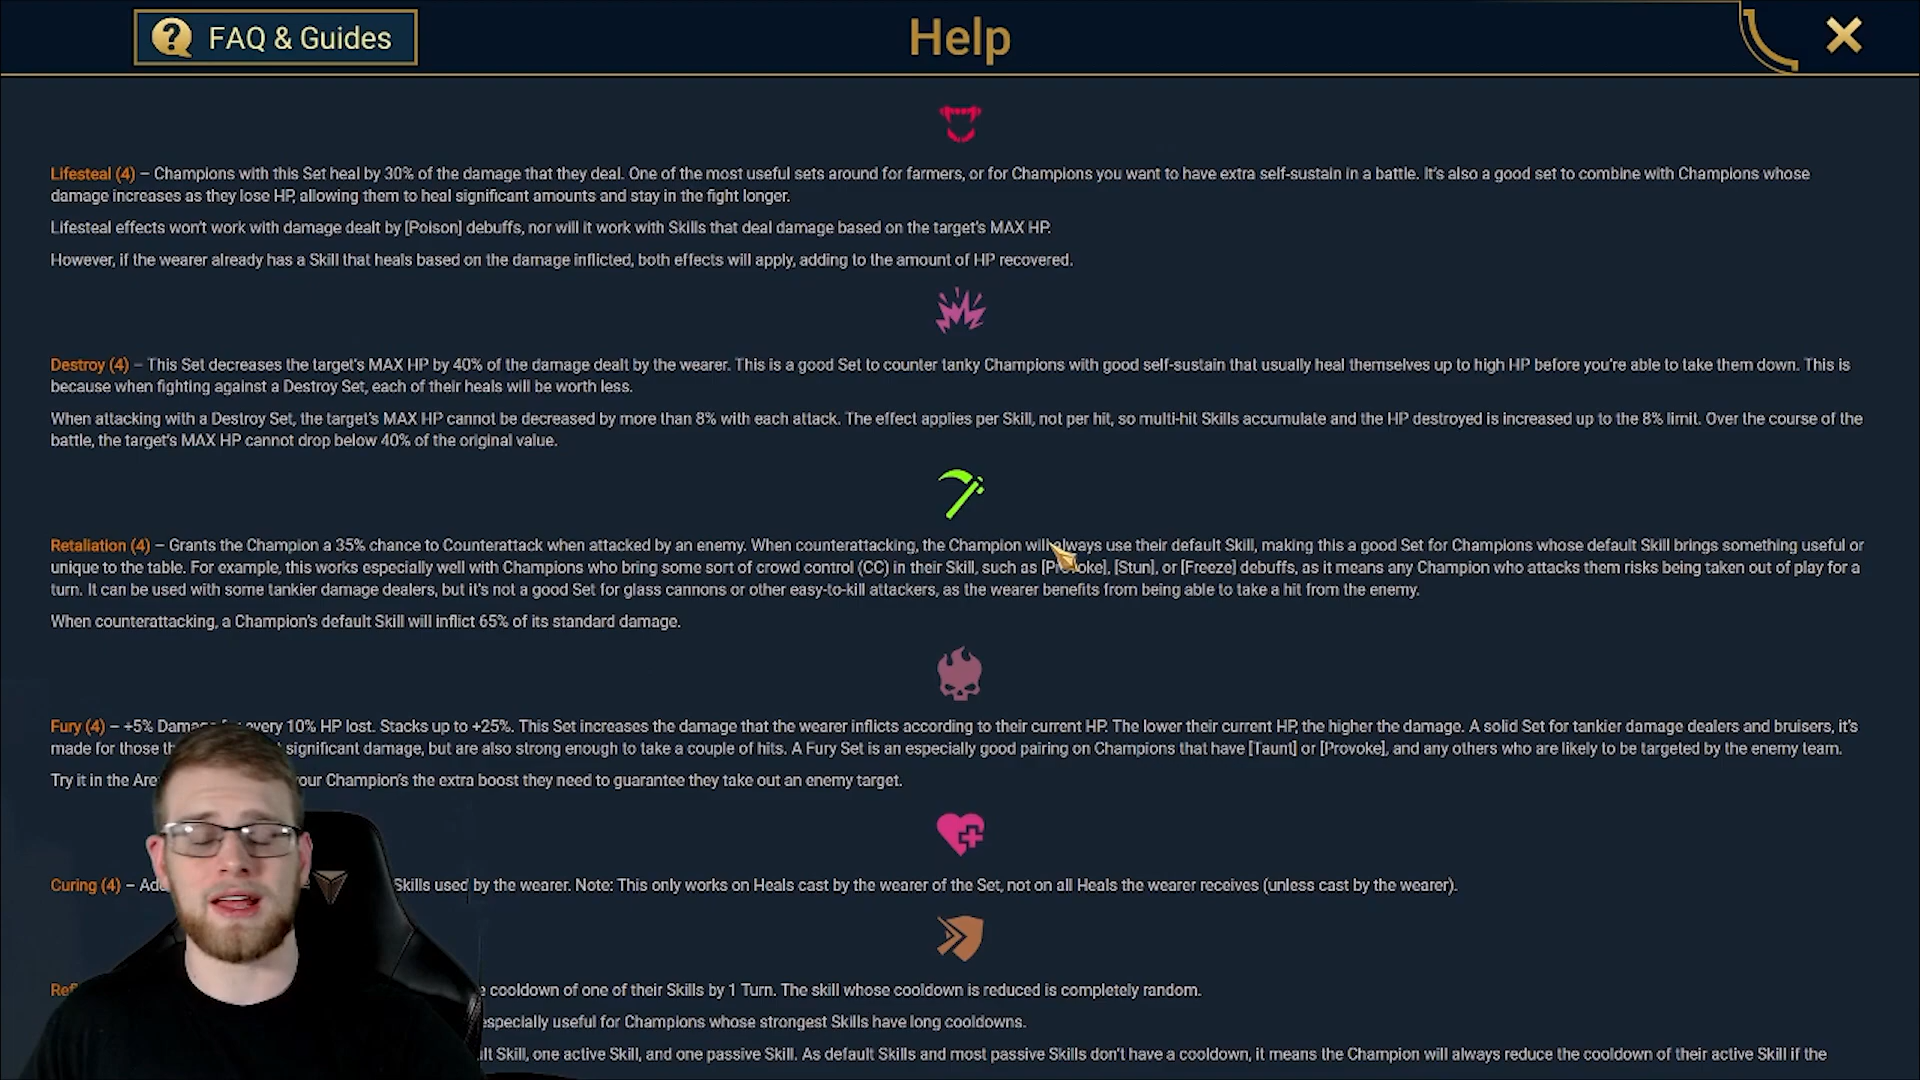 FAQ & Guides
Help
Lifesteal (4) – Champions with this Set heal by 30% of the damage that they deal. One of the most useful sets around for farmers, or for Champions you want to have extra self-sustain in a battle. It's also a good set to combine with Champions whose
damage increases as they lose HP, allowing them to heal significant amounts and stay in the fight longer.
Lifesteal effects won't work with damage dealt by [Poison] debuffs, nor will it work with Skills that deal damage based on the target's MAX HP.
However, if the wearer already has a Skill that heals based on the damage inflicted, both effects will apply, adding to the amount of HP recovered.
Destroy (4) – This Set decreases the target's MAX HP by 40% of the damage dealt by the wearer. This is a good Set to counter tanky Champions with good self-sustain that usually heal themselves up to high HP before you're able to take them down. This is
because when fighting against a Destroy Set, each of their heals will be worth less.
When attacking with a Destroy Set, the target's MAX HP cannot be decreased by more than 8% with each attack. The effect applies per Skill, not per hit, so multi-hit Skills accumulate and the HP destroyed is increased up to the 8% limit. Over the course of the
battle, the target's MAX HP cannot drop below 40% of the original value.
Retaliation (4) – Grants the Champion a 35% chance to Counterattack when attacked by an enemy. When counterattacking, the Champion will always use their default Skill, making this a good Set for Champions whose default Skill brings something useful or
unique to the table. For example, this works especially well with Champions who bring some sort of crowd control (CC) in their Skill, such as [Provoke], [Stun], or [Freeze] debuffs, as it means any Champion who attacks them risks being taken out of play for a
turn. It can be used with some tankier damage dealers, but it's not a good Set for glass cannons or other easy-to-kill attackers, as the wearer benefits from being able to take a hit from the enemy.
When counterattacking, a Champion's default Skill will inflict 65% of its standard damage.
Fury (4) – +5% Damage for every 10% HP lost. Stacks up to +25%. This Set increases the damage that the wearer inflicts according to their current HP. The lower their current HP, the higher the damage. A solid Set for tankier damage dealers and bruisers, it's
made for those significant damage, but are also strong enough to take a couple of hits. A Fury Set is an especially good pairing on Champions that have [Taunt] or [Provoke], and any others who are likely to be targeted by the enemy team.
Try it in the your Champion's the extra boost they need to guarantee they take out an enemy target.
Curing (4) – Skills used by the wearer. Note: This only works on Heals cast by the wearer of the Set, not on all Heals the wearer receives (unless cast by the wearer).
cooldown of one of their Skills by 1 Turn. The skill whose cooldown is reduced is completely random.
especially useful for Champions whose strongest Skills have long cooldowns.
Skill, one active Skill, and one passive Skill. As default Skills and most passive Skills don't have a cooldown, it means the Champion will always reduce the cooldown of their active Skill if the